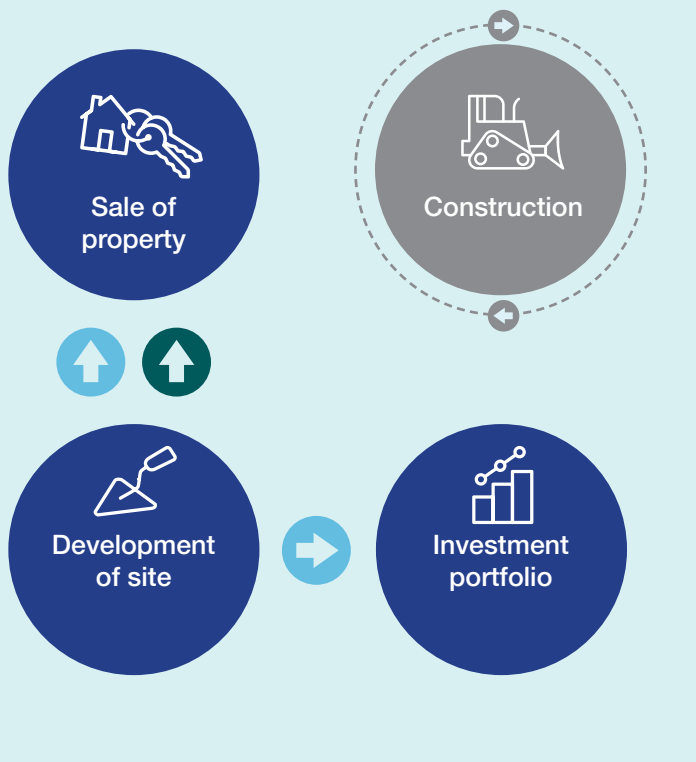 Sale of
property
Construction
Development
of site
Investment
portfolio